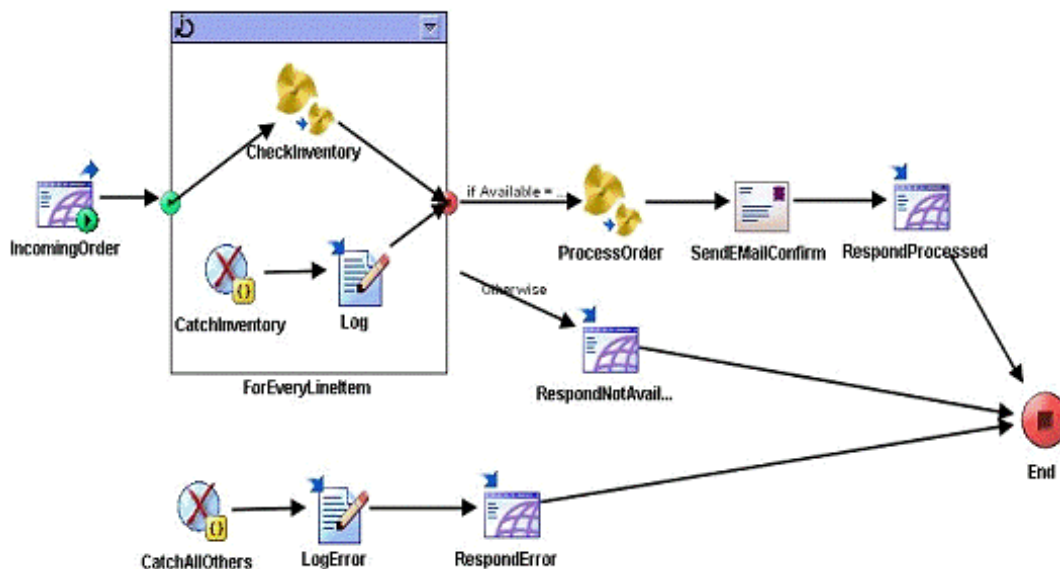 CheckInventory
if Available = ...
IncomingOrder
ProcessOrder
SendEMailConfirm
RespondProcessed
Otherwise
CatchInventory
Log
ForEveryLineItem
RespondNotAvail...
End
CatchAllOthers
LogError
RespondError